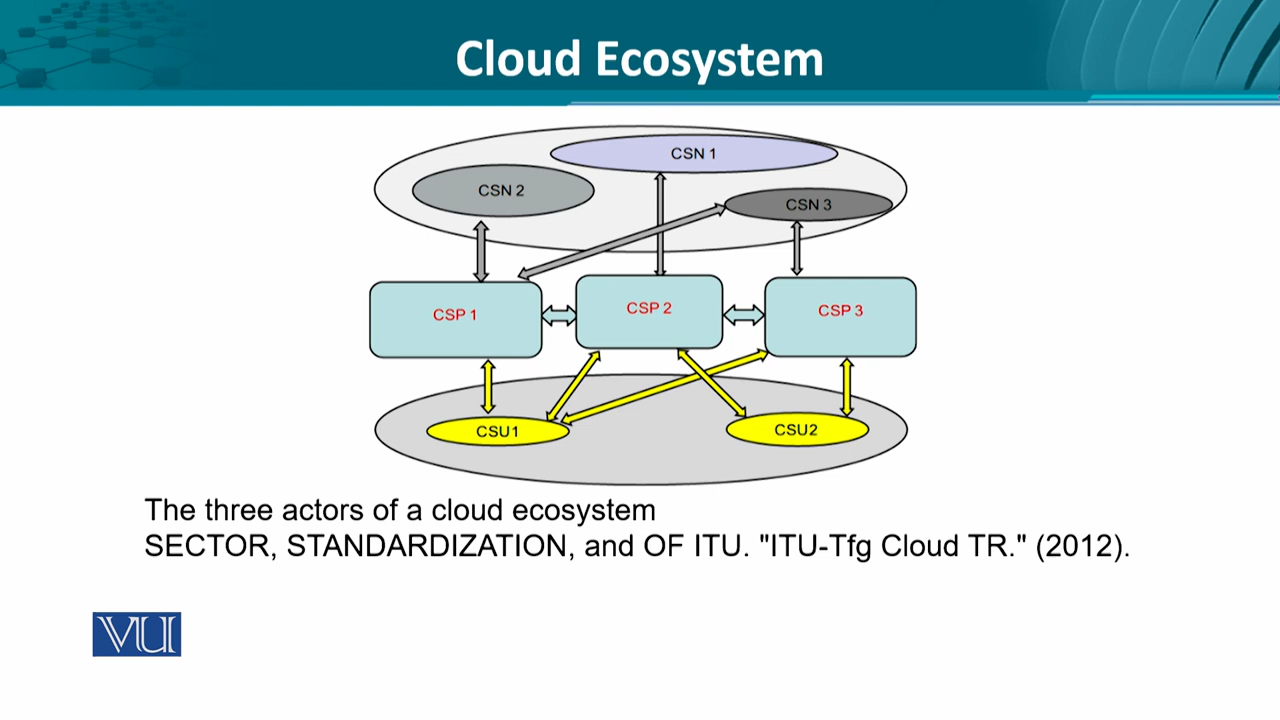 Cloud Ecosystem
CSN 1
CSN 2
CSN 3
CSP 1
CSP 2
CSP 3
CSU1
CSU2
The three actors of a cloud ecosystem
SECTOR, STANDARDIZATION, and OF ITU. "ITU-Tfg Cloud TR." (2012).
VU